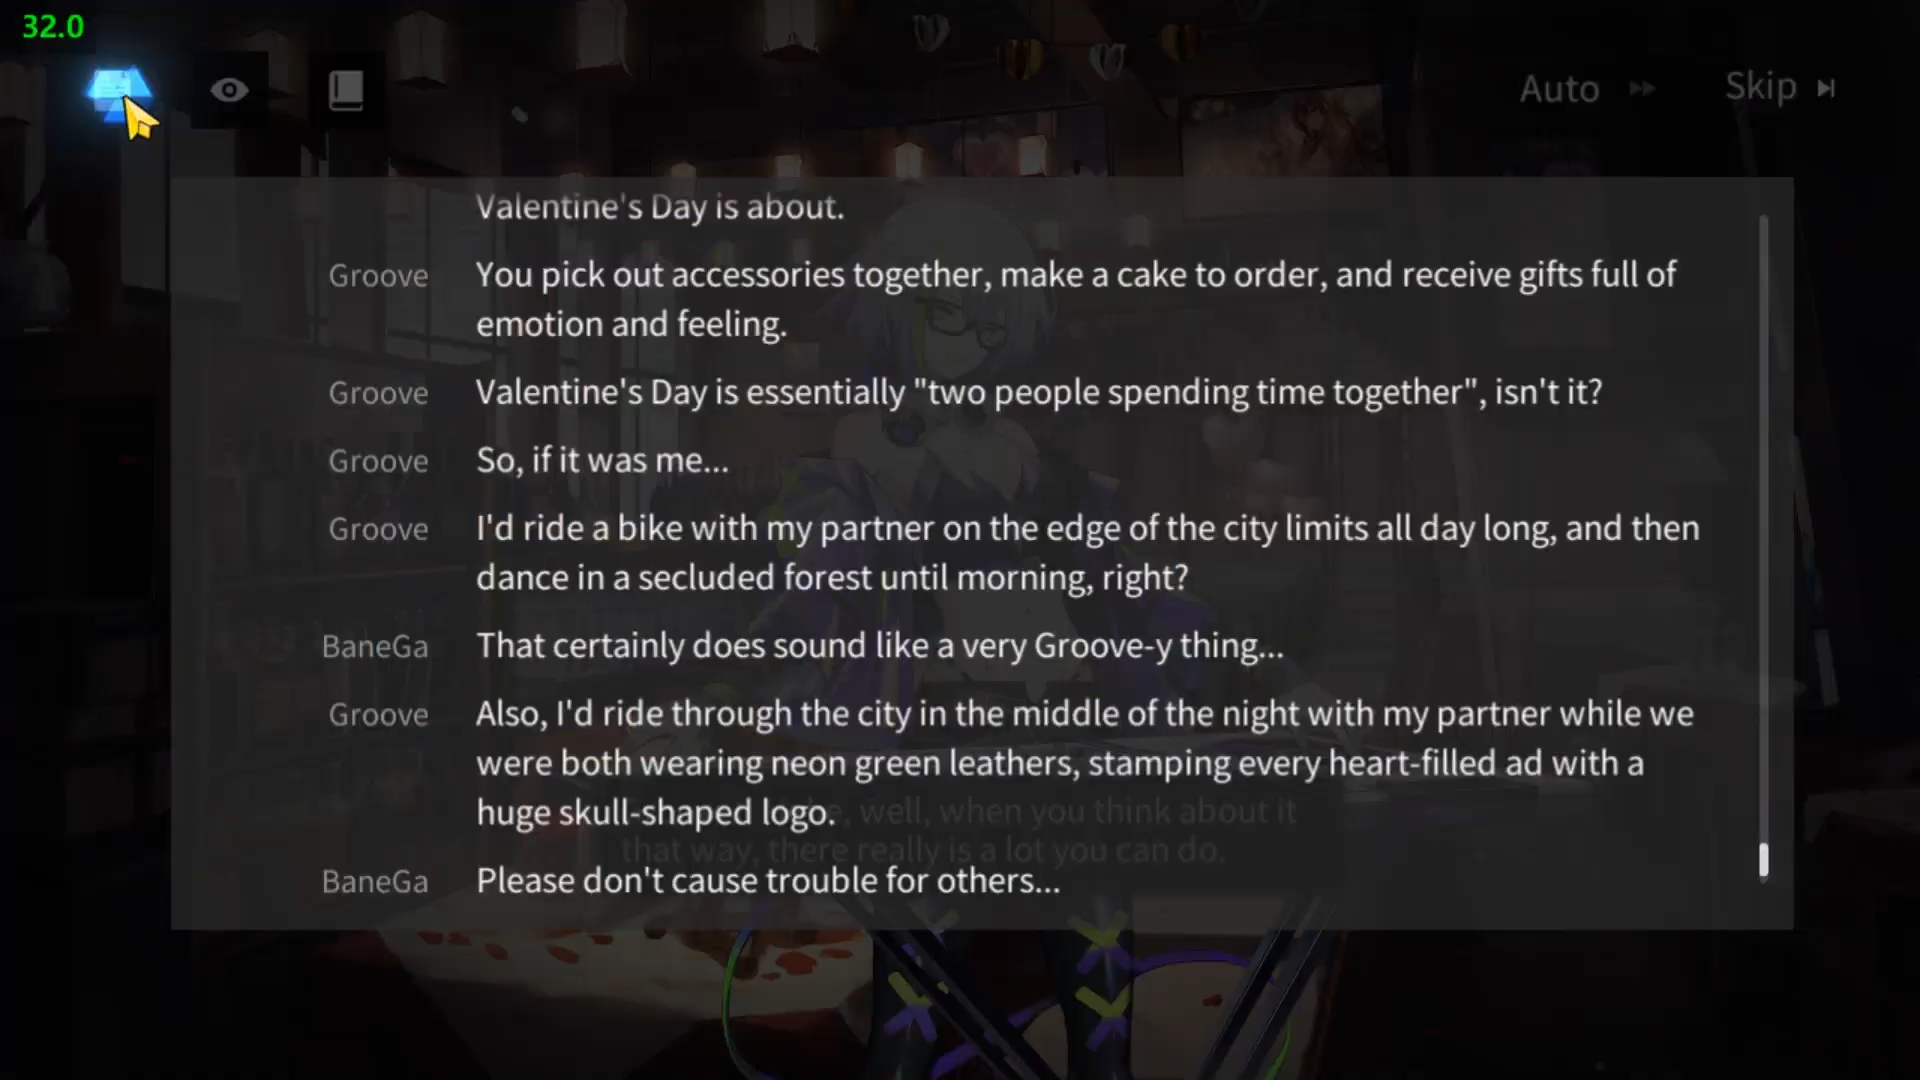 32.0
Auto
Skip
Valentine's Day is about.
Groove You pick out accessories together, make a cake to order, and receive gifts full of
emotion and feeling.
Groove Valentine's Day is essentially "two people spending time together", isn't it?
Groove So, if it was me...
Groove I'd ride a bike with my partner on the edge of the city limits all day long, and then
dance in a secluded forest until morning, right?
BaneGa That certainly does sound like a very Groove-y thing...
Groove Also, I'd ride through the city in the middle of the night with my partner while we
were both wearing neon green leathers, stamping every heart-filled ad with a
huge skull-shaped logo.
well, when you think about it
that way, there really is a lot you can do.
BaneGa Please don't cause trouble for others...